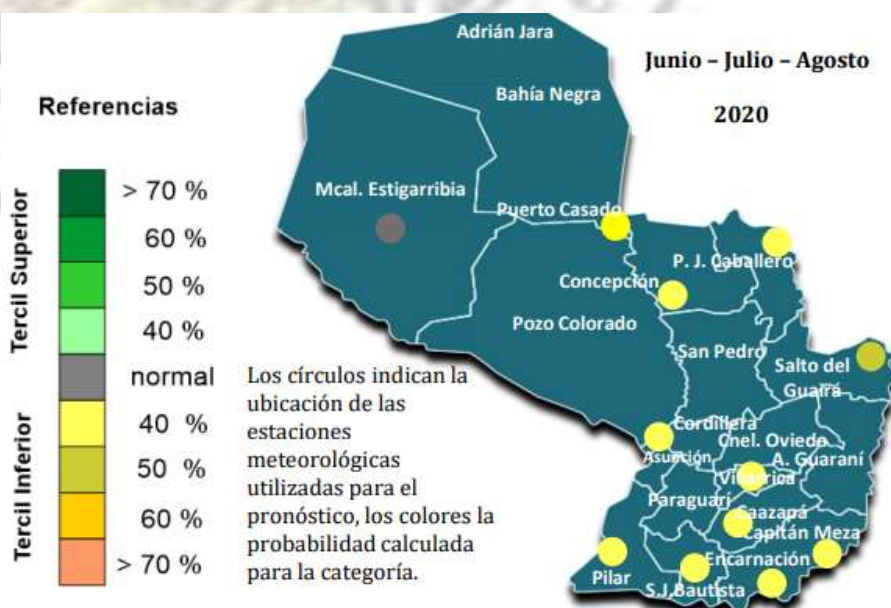 Adrián Jara
Junio – Julio – Agosto
2020
Bahía Negra
Referencias
Mcal. Estigarribia
Puerto Casado
P. J. Caballero
Concepción
Pozo Colorado
San Pedro
Salto del
Guairá
Cordillera
Cnel. Oviedo
Asunción
A. Guaraní
Villarrica
Paraguarí
Caazapá
Capitán Meza
Encarnación
Pilar
S.J.Bautista
Tercil Superior
> 70 %
60 %
50 %
40 %
normal
Tercil Inferior
40 %
50 %
60 %
> 70 %
Los círculos indican la
ubicación de las
estaciones
meteorológicas
utilizadas para el
pronóstico, los colores la
probabilidad calculada
para la categoría.